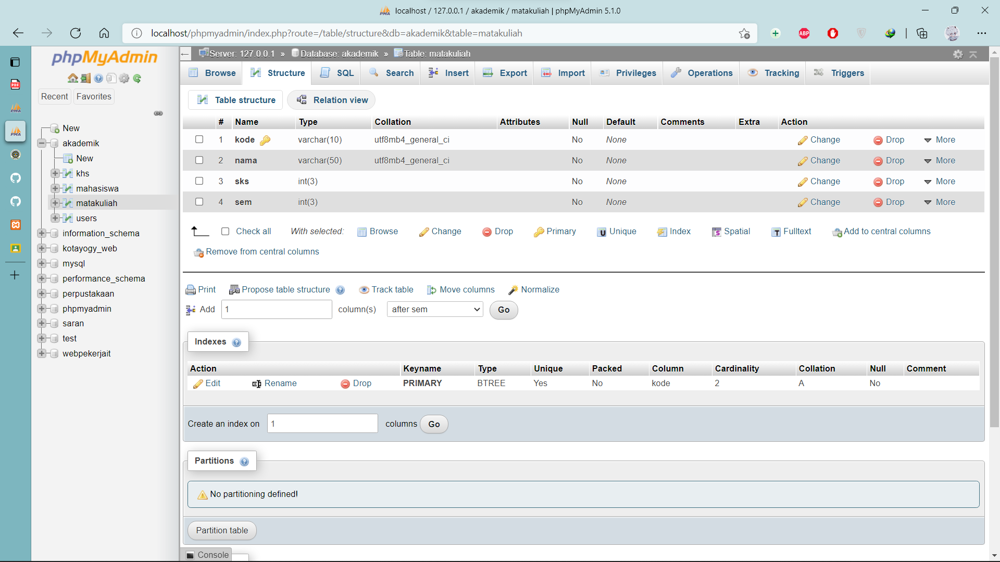 localhost / 127.0.0.1 / akademik / matakuliah | phpMyAdmin 5.1.0
localhost/phpmyadmin/index.php?route=/table/structure&db=akademik&table=matakuliah
ABP
PDF
PMA
PMA
phpMyAdmin
Recent Favorites
New
akademik
New
khs
mahasiswa
matakuliah
users
information_schema
kotayogy_web
mysql
performance_schema
perpustakaan
phpmyadmin
saran
test
webpekerjait
Server: 127.0.0.1 » Database: akademik » Table: matakuliah
Browse Structure SQL Search Insert Export Import Privileges Operations Tracking Triggers
Table structure Relation view
# Name Type Collation Attributes Null Default Comments Extra Action
1 kode varchar(10) utf8mb4_general_ci No None Change Drop More
2 nama varchar(50) utf8mb4_general_ci No None Change Drop More
3 sks int(3) No None Change Drop More
4 sem int(3) No None Change Drop More
Check all With selected: Browse Change Drop Primary Unique Index Spatial Fulltext Add to central columns
Remove from central columns
Print Propose table structure Track table Move columns Normalize
Add 1 column(s) after sem Go
Indexes
Action Keyname Type Unique Packed Column Cardinality Collation Null Comment
Edit Rename Drop PRIMARY BTREE Yes No kode 2 A No
Create an index on 1 columns Go
Partitions
No partitioning defined!
Partition table
Console